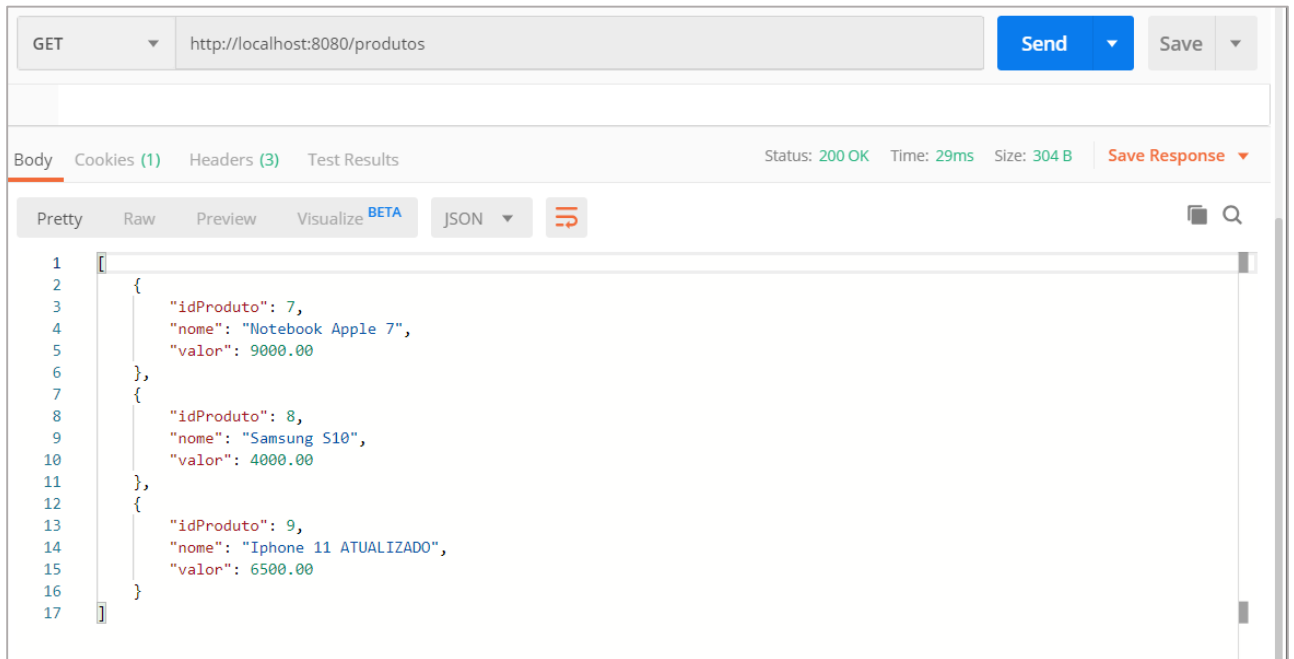 GET http://localhost:8080/produtos Send Save
Body Cookies (1) Headers (3) Test Results Status: 200 OK Time: 29ms Size: 304 B Save Response
Pretty Raw Preview Visualize BETA JSON
1 [
2 {
3 "idProduto": 7,
4 "nome": "Notebook Apple 7",
5 "valor": 9000.00
6 },
7 {
8 "idProduto": 8,
9 "nome": "Samsung S10",
10 "valor": 4000.00
11 },
12 {
13 "idProduto": 9,
14 "nome": "Iphone 11 ATUALIZADO",
15 "valor": 6500.00
16 }
17 ]